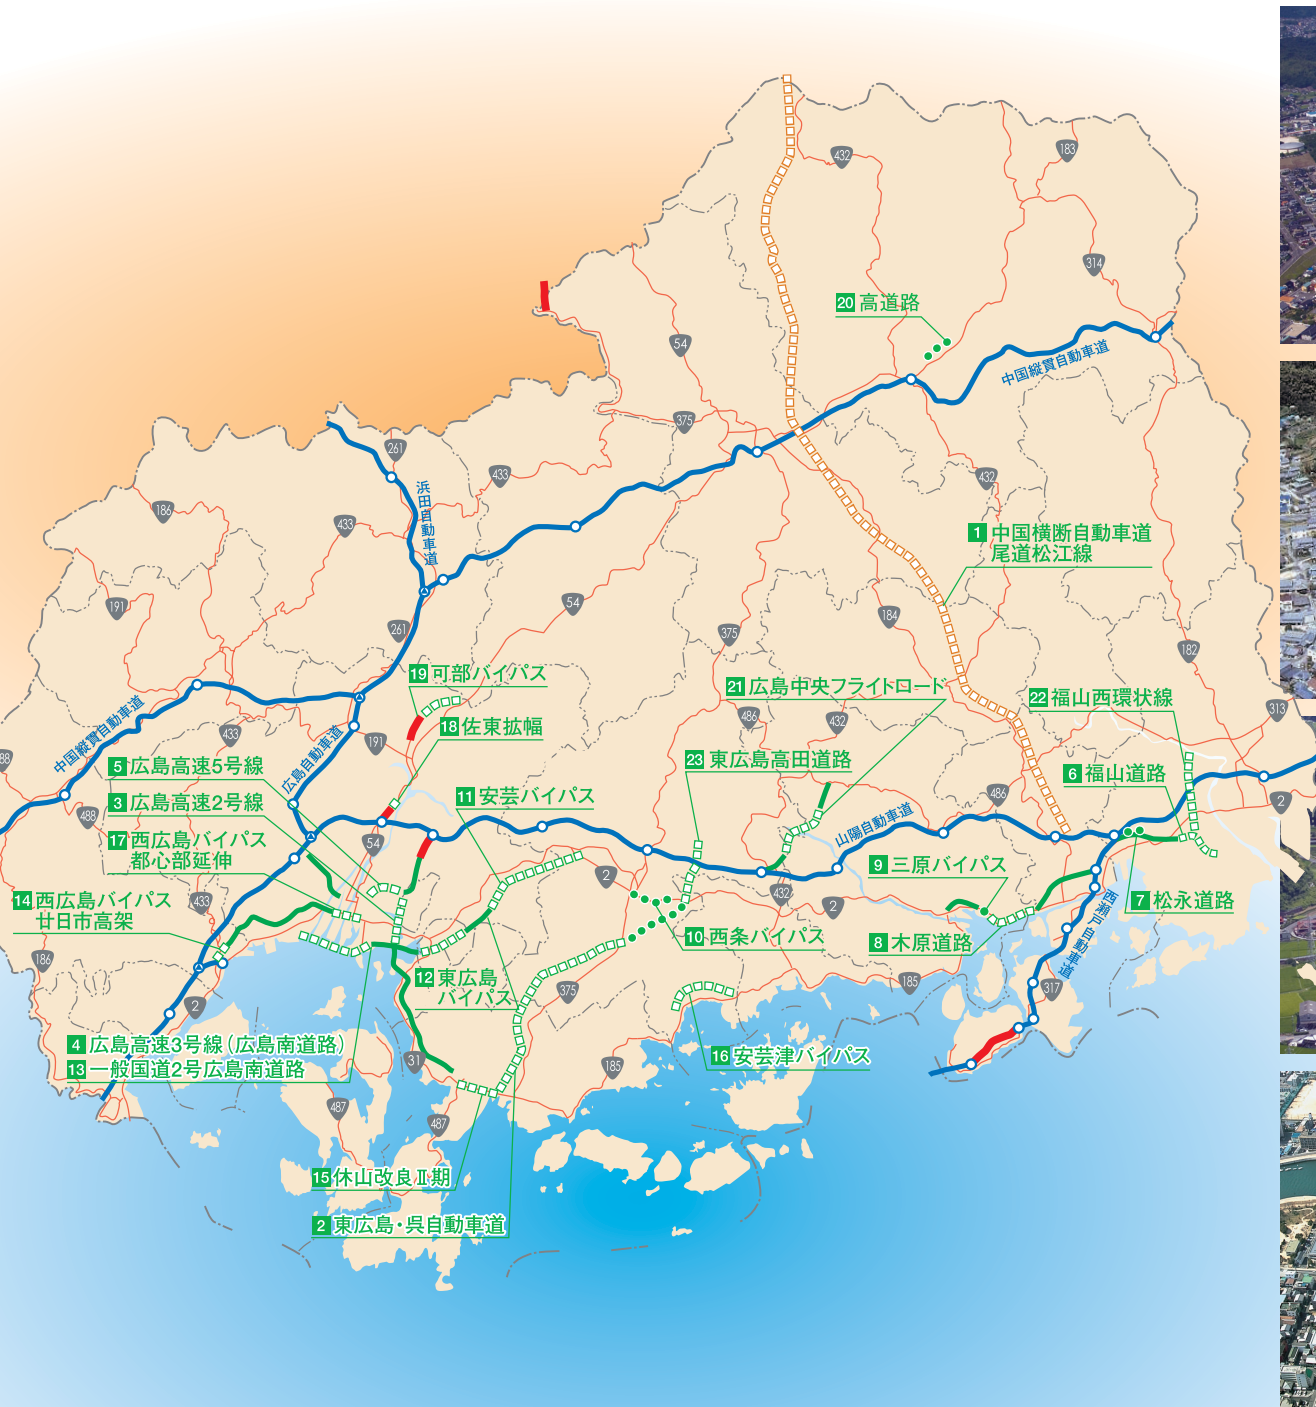 432
183
314
20 高道路
54
中国縦貫自動車道
375
261
浜田自動車道
433
432
186
433
1 中国横断自動車道
尾道松江線
191
54
184
261
375
182
19 可部バイパス
21 広島中央フライトロード
22 福山西環状線
中国縦貫自動車道
486
432
313
18 佐東拡幅
433
191
広島自動車道
23 東広島高田道路
5 広島高速5号線
6 福山道路
488
3 広島高速2号線
11 安芸バイパス
486
2
488
山陽自動車道
17 西広島バイパス
都心部延伸
54
9 三原バイパス
2
432
14 西広島バイパス
廿日市高架
433
2
7 松永道路
西瀬戸自動車道
10 西条バイパス
8 木原道路
186
12 東広島
バイパス
375
185
317
2
4 広島高速3号線(広島南道路)
13 一般国道2号広島南道路
31
185
16 安芸津バイパス
487
487
15 休山改良Ⅱ期
2 東広島・呉自動車道